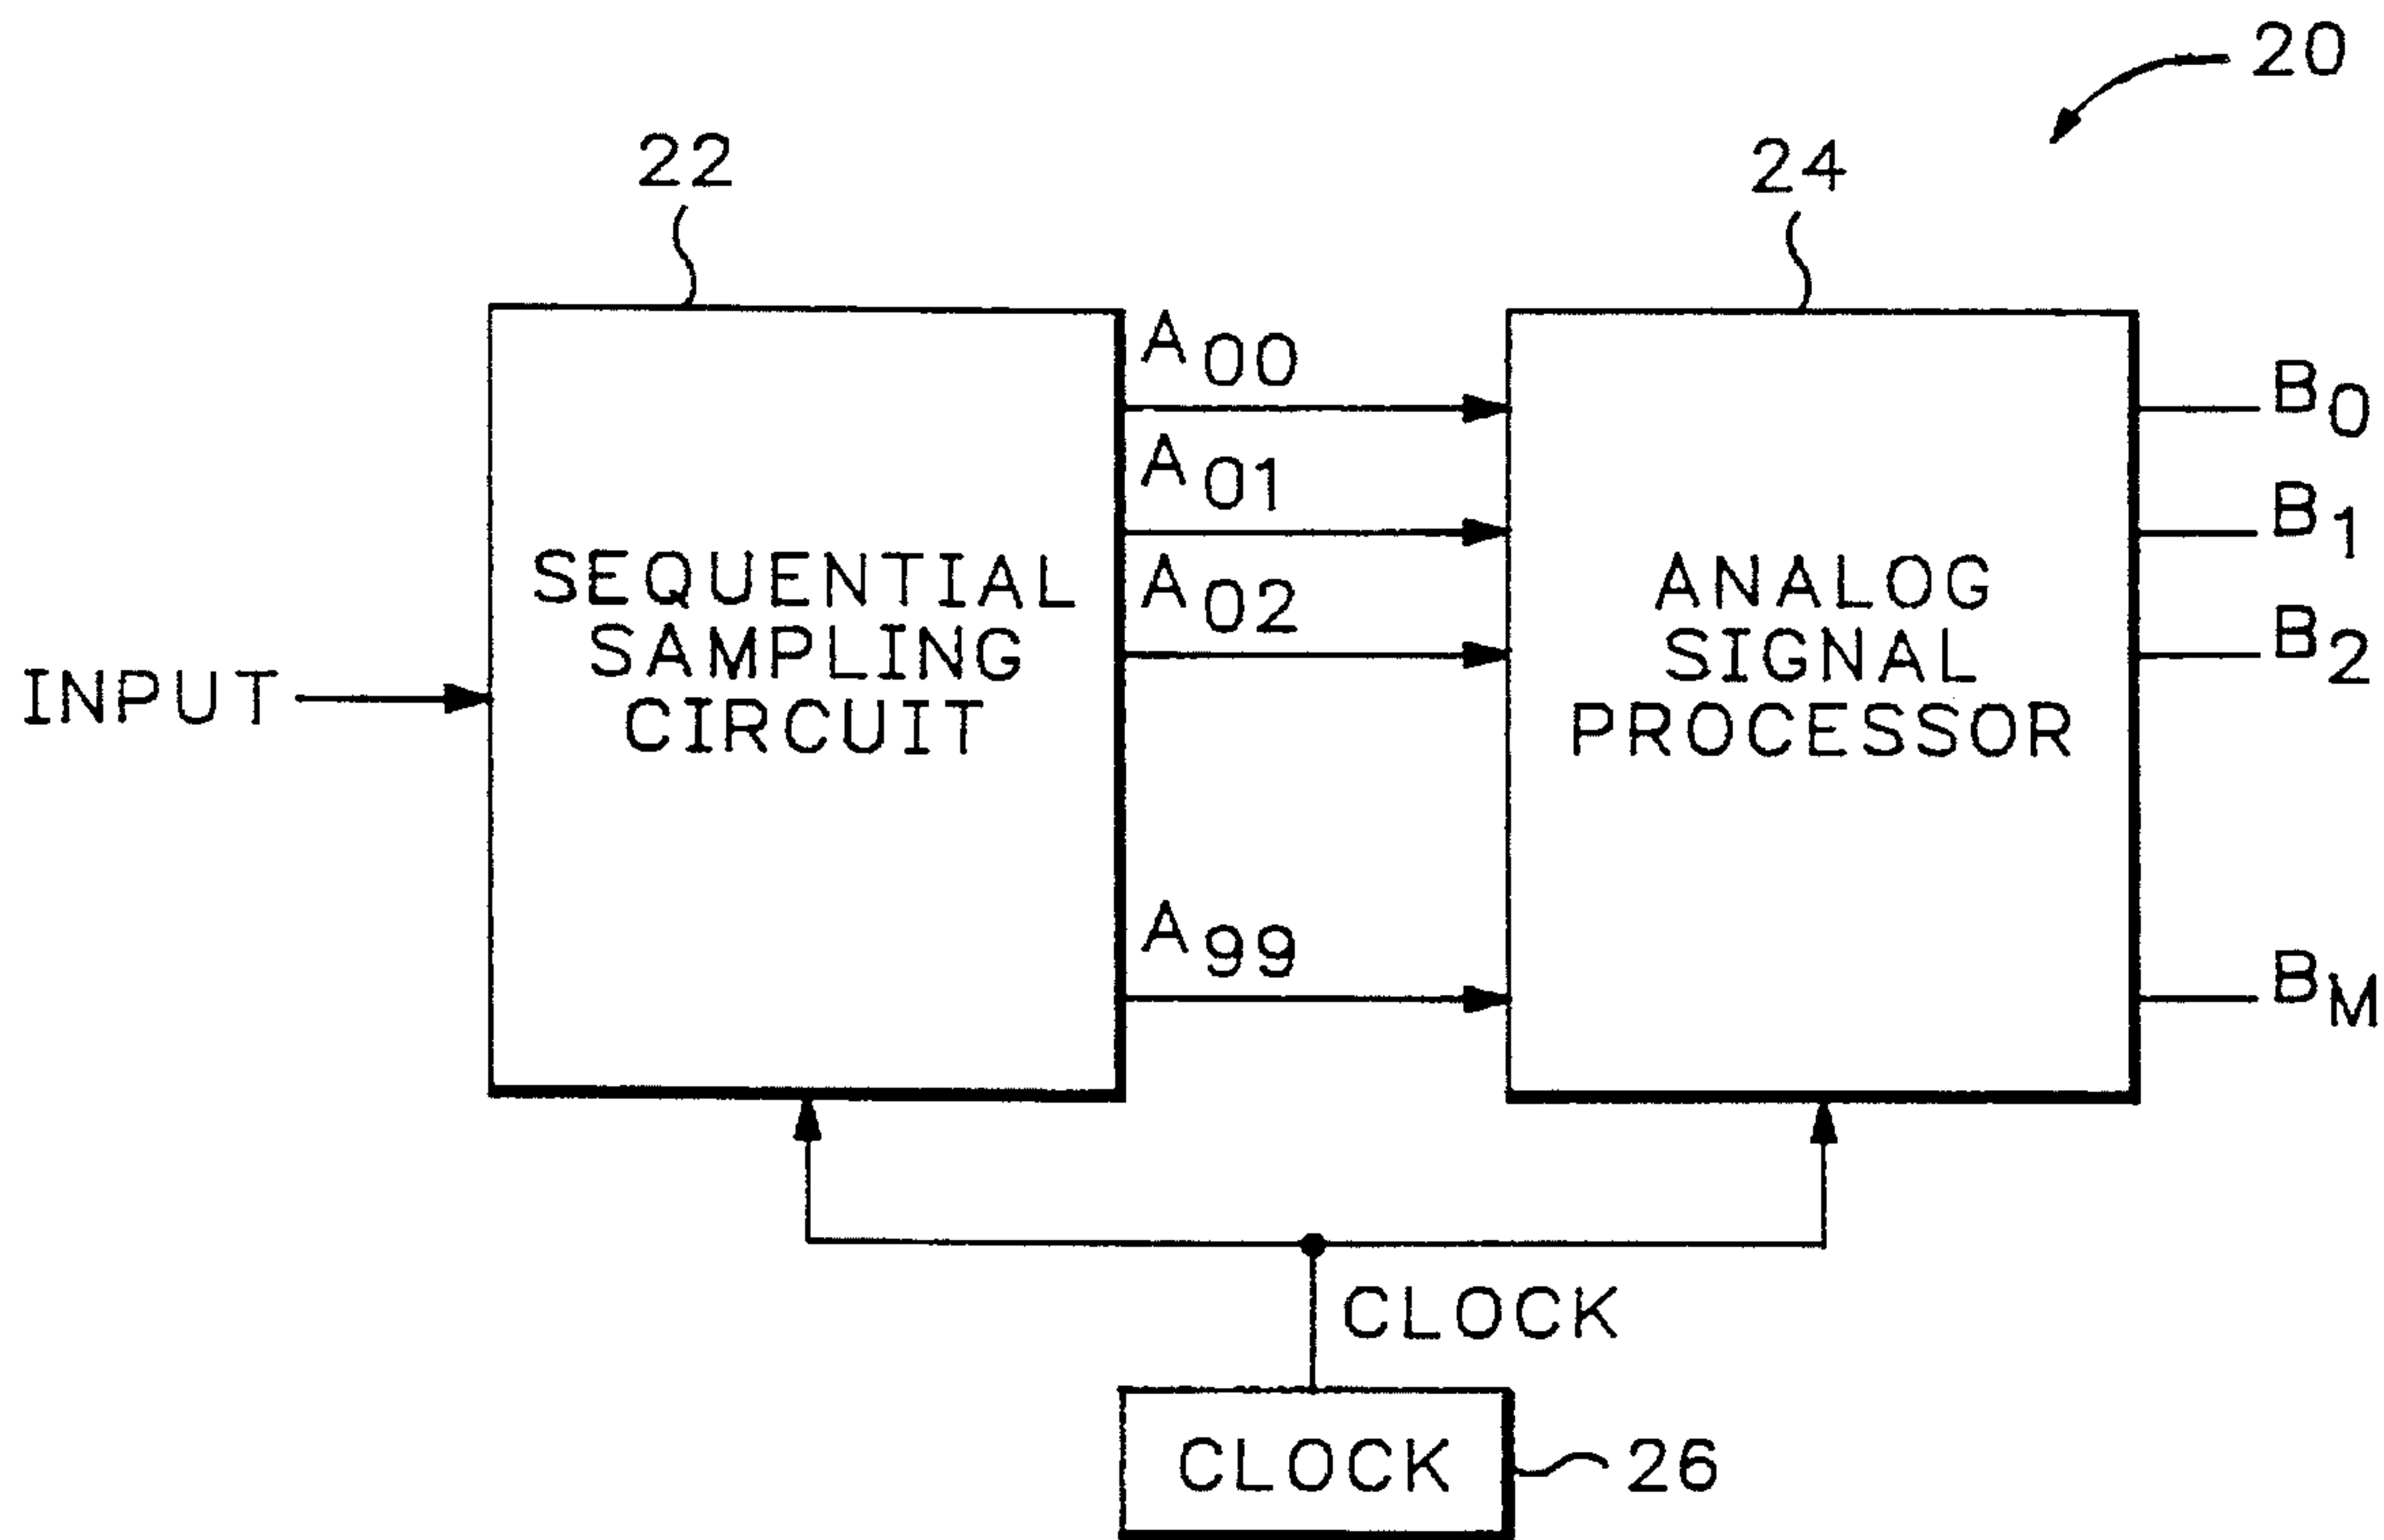 20
22
24
A00
B0
A01
B1
SEQUENTIAL
SAMPLING
CIRCUIT
A02
ANALOG
SIGNAL
PROCESSOR
B2
INPUT
A99
BM
CLOCK
CLOCK
26